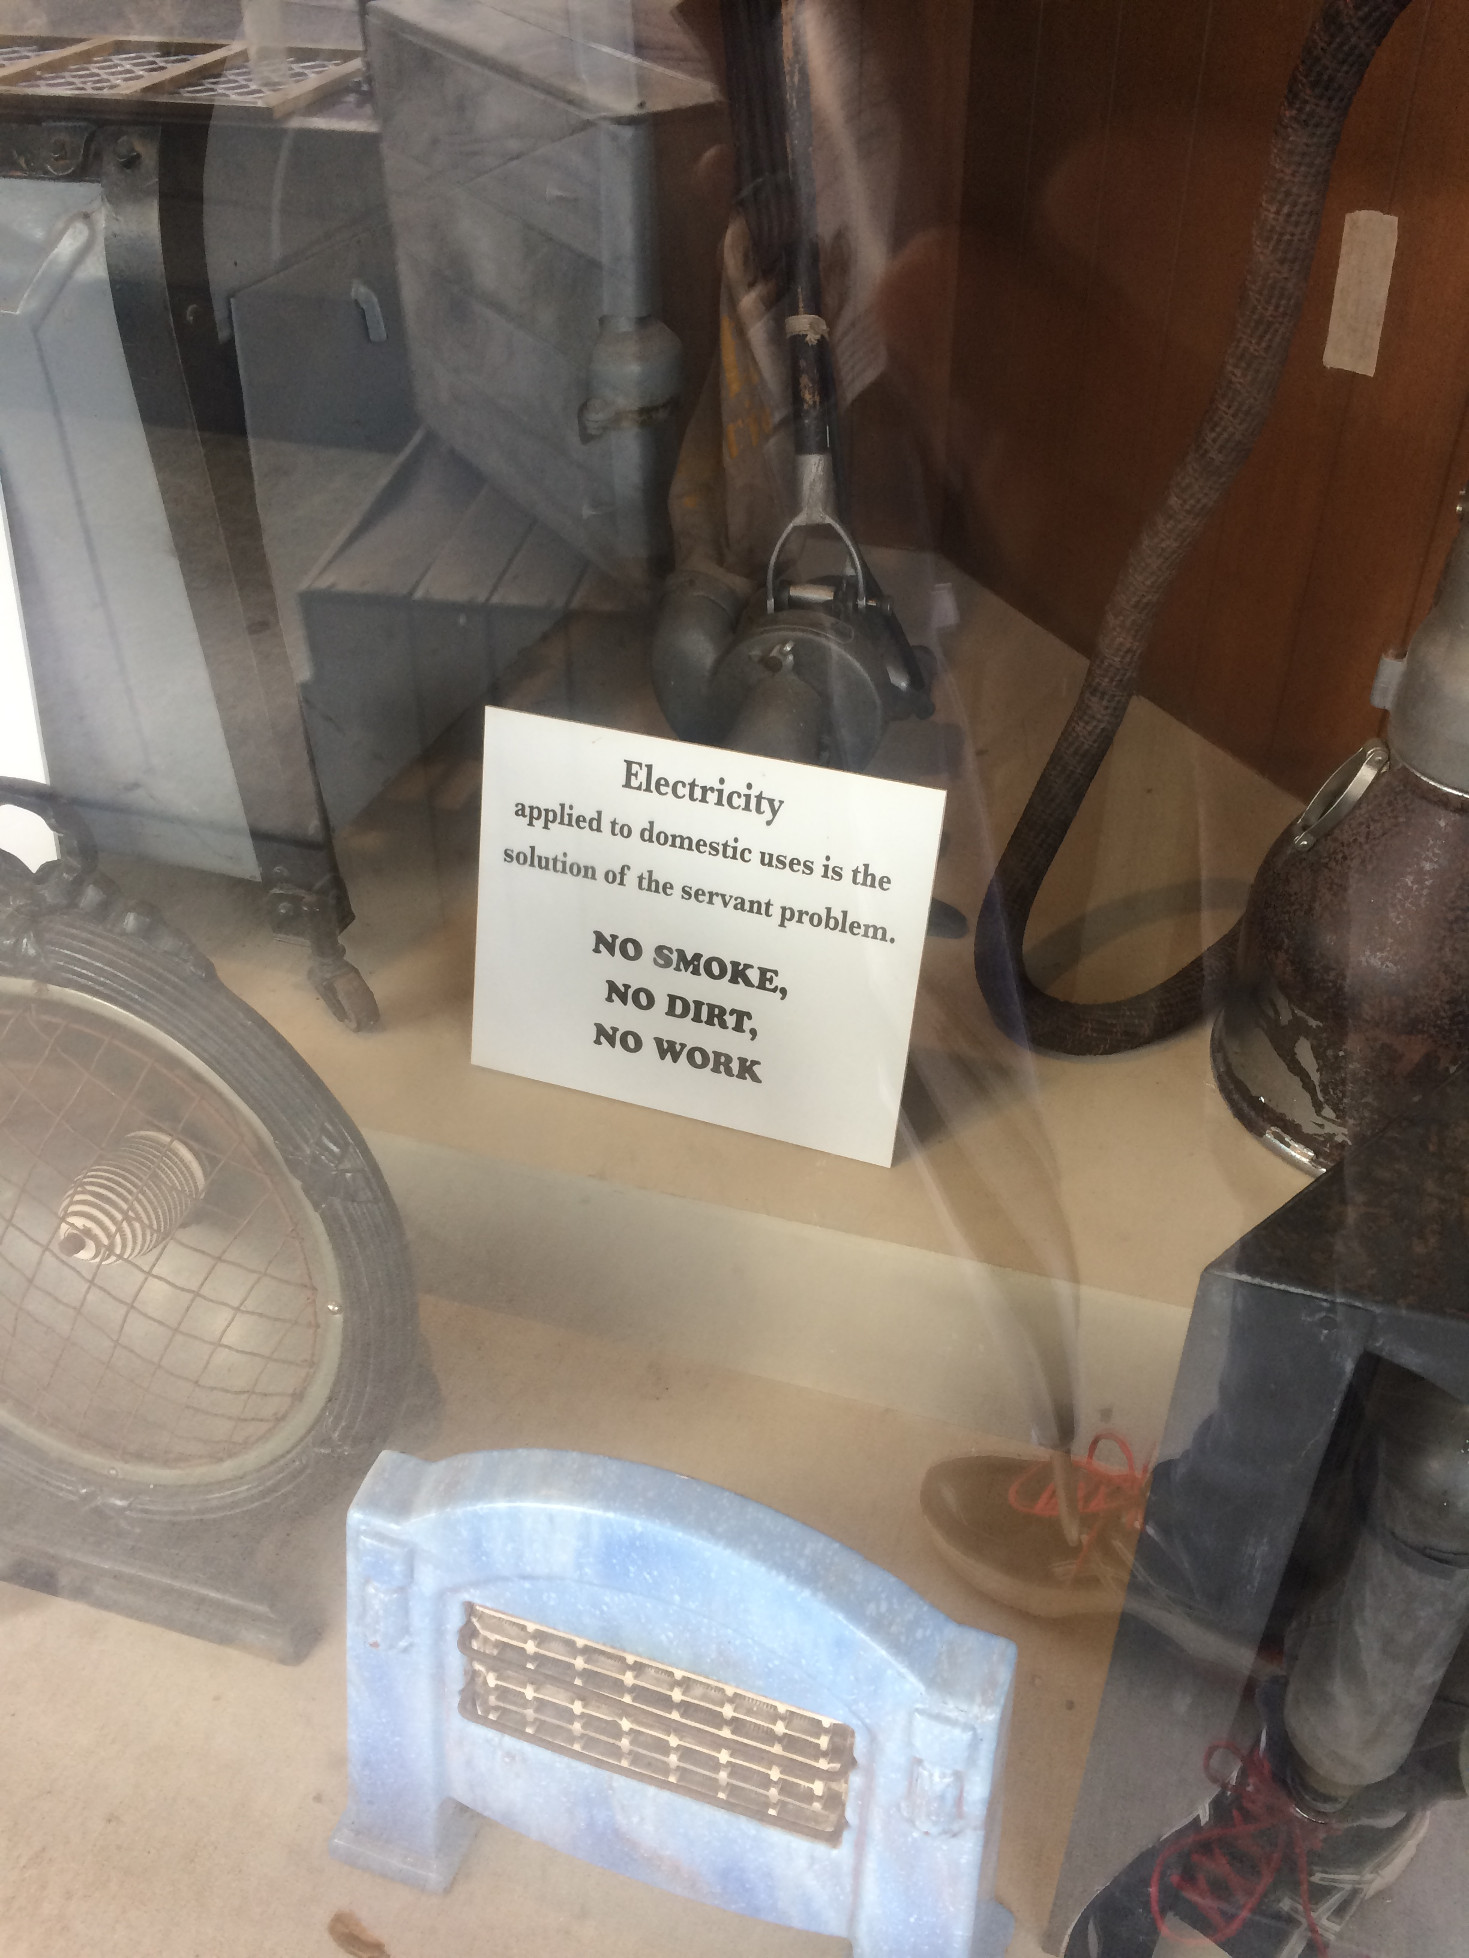 Electricity
applied to domestic uses is the
solution of the servant problem.
NO SMOKE,
NO DIRT,
NO WORK